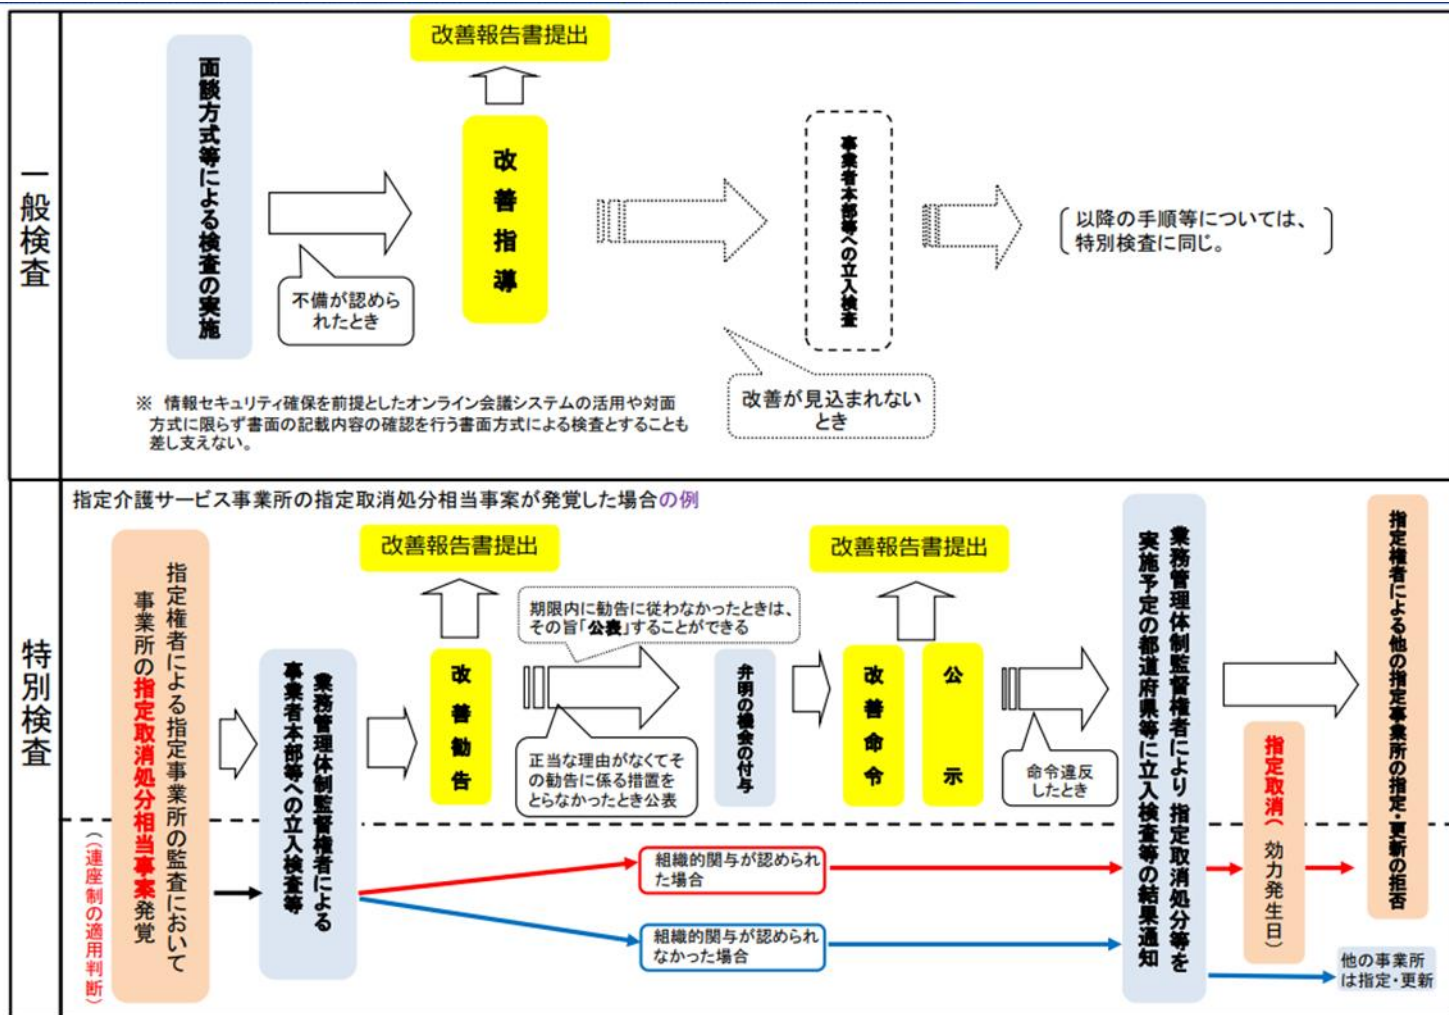 一般検査
面談方式等による検査の実施
不備が認めら
れたとき
改善報告書提出
改善指導
事業者本部等への立入検査
改善が見込まれない
とき
以降の手順等については、
特別検査に同じ。
※ 情報セキュリティ確保を前提としたオンライン会議システムの活用や対面
方式に限らず書面の記載内容の確認を行う書面方式による検査とすることも
差し支えない。
特別検査
指定介護サービス事業所の指定取消処分相当事案が発覚した場合の例
指定権者による指定事業所の監査において
事業所の指定取消処分相当事案発覚
(（連座制の適用判断）
業務管理体制監督権者による
事業者本部等への立入検査等
改善報告書提出
改善勧告
期限内に勧告に従わなかったときは、
その旨「公表」することができる
正当な理由がなくてそ
の勧告に係る措置を
とらなかったとき公表
弁明の機会の付与
改善報告書提出
改善命令
公示
命令違反
したとき
組織的関与が認められ
た場合
組織的関与が認められ
なかった場合
業務管理体制監督権者により 指定取消処分等を
実施予定の都道府県等に立入検査等の結果通知
指定取消（ 効力発生日）
指定権者による他の指定事業所の指定・更新の拒否
他の事業所
は指定・更新